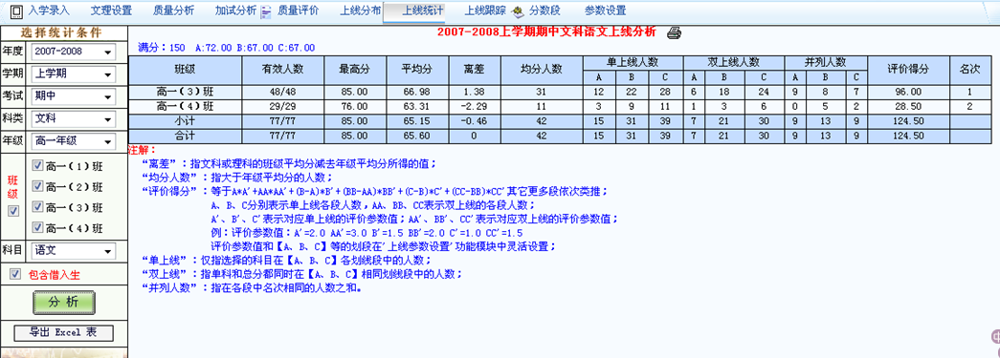 入学录入 文理设置 质量分析 加试分析 质量评价 上线分布 上线统计 上线跟踪 分数段 参数设置
选择统计条件
年度 2007-2008
学期 上学期
考试 期中
科类 文科
年级 高一年级
班级
高一(1)班
高一(2)班
高一(3)班
高一(4)班
科目 语文
包含借入生
分 析
导出 Excel 表
2007-2008上学期期中文科语文上线分析
满分:150 A:72.00 B:67.00 C:67.00
班级 有效人数 最高分 平均分 离差 均分人数 单上线人数 双上线人数 并列人数 评价得分 名次
A B C A B C A B C
高一(3)班 48/48 85.00 66.98 1.38 31 12 22 28 6 18 24 9 8 7 96.00 1
高一(4)班 29/29 76.00 63.31 -2.29 11 3 9 11 1 3 6 0 5 2 28.50 2
小计 77/77 85.00 65.15 -0.46 42 15 31 39 7 21 30 9 13 9 124.50
合计 77/77 85.00 65.60 0 42 15 31 39 7 21 30 9 13 9 124.50
注解:
“离差”:指文科或理科的班级平均分减去年级平均分所得的值;
“均分人数”:指大于年级平均分的人数;
“评价得分”:等于A*A'+AA*AA'+(B-A)*B'+(BB-AA)*BB'+(C-B)*C'+(CC-BB)*CC'其它更多段依次类推;
A、B、C分别表示单上线各段人数,AA、BB、CC表示双上线的各段人数;
A'、B'、C'表示对应单上线的评价参数值;AA'、BB'、CC'表示对应双上线的评价参数值;
例:评价参数值:A'=2.0 AA'=3.0 B'=1.5 BB'=2.0 C'=1.0 CC'=1.5
评价参数值和【A、B、C】等的划段在'上线参数设置'功能模块中灵活设置;
“单上线”:仅指选择的科目在【A、B、C】各划线段中的人数;
“双上线”:指单科和总分都同时在【A、B、C】相同划线段中的人数;
“并列人数”:指在各段中名次相同的人数之和。